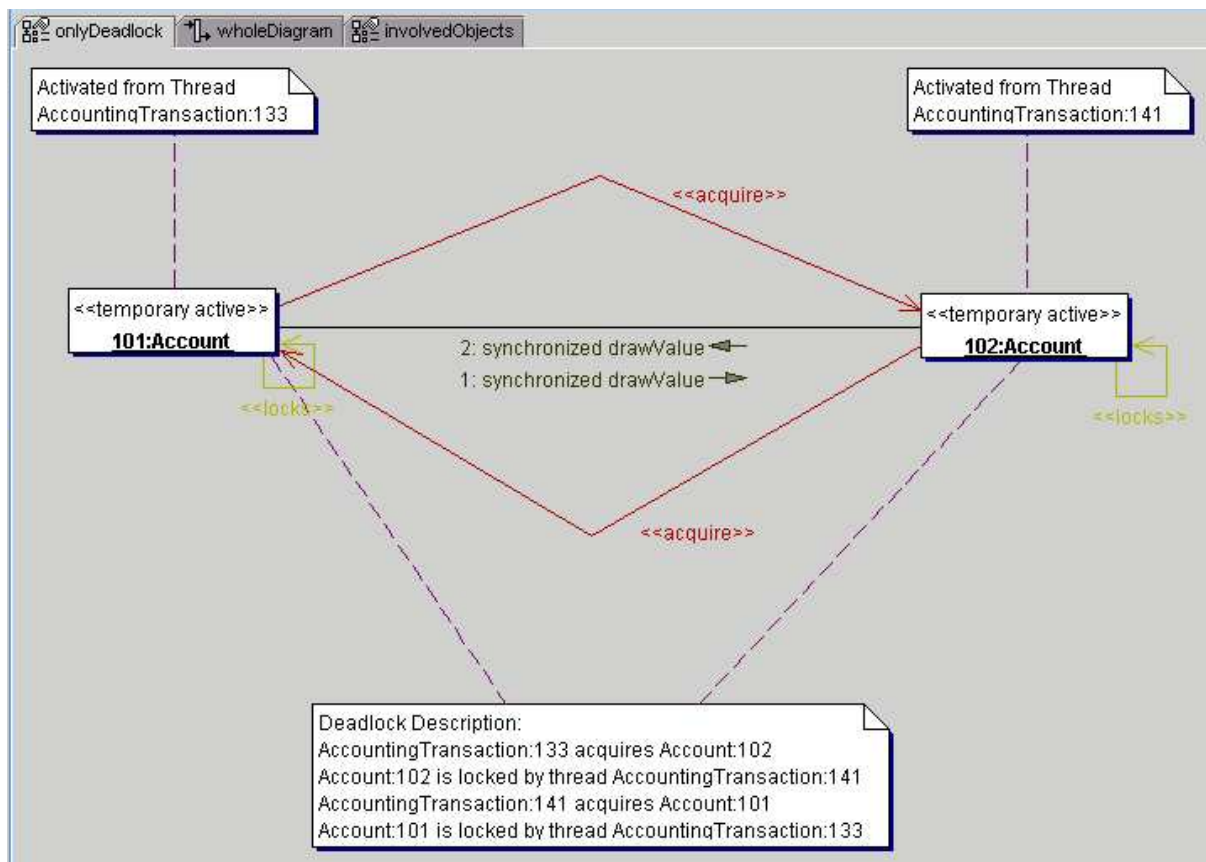 onlyDeadlock
wholeDiagram
involvedObjects
Activated from Thread
AccountingTransaction:133
Activated from Thread
AccountingTransaction:141
<<acquire>>
<<temporary active>>
101:Account
<<temporary active>>
102:Account
2: synchronized drawValue
1: synchronized drawValue
<<locks>>
<<locks>>
<<acquire>>
Deadlock Description:
AccountingTransaction:133 acquires Account:102
Account:102 is locked by thread AccountingTransaction:141
AccountingTransaction:141 acquires Account:101
Account:101 is locked by thread AccountingTransaction:133